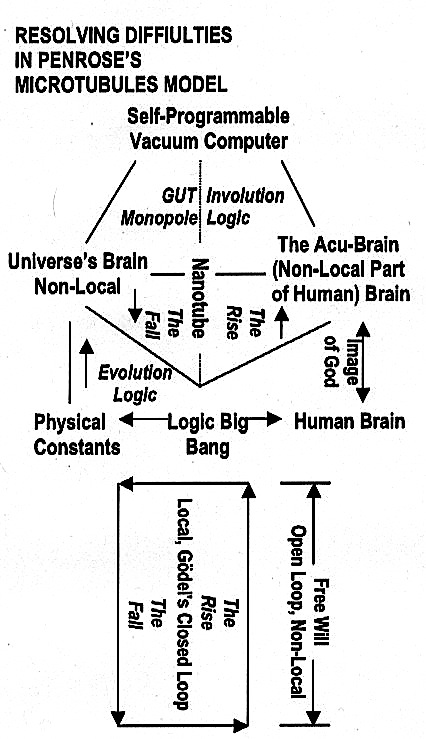 RESOLVING DIFFIULTIES
IN PENROSE'S
MICROTUBULES MODEL
Self-Programmable
Vacuum Computer
GUT
Monopole
Involution
Logic
Universe's Brain
Non-Local
Nanotube
The Acu-Brain
(Non-Local Part
of Human) Brain
The
Fall
The
Rise
Image
of God
Evolution
Logic
Physical
Constants
Logic Big
Bang
Human Brain
The
Rise
Local, Gödel's Closed Loop
The
Fall
Free Will
Open Loop, Non-Local